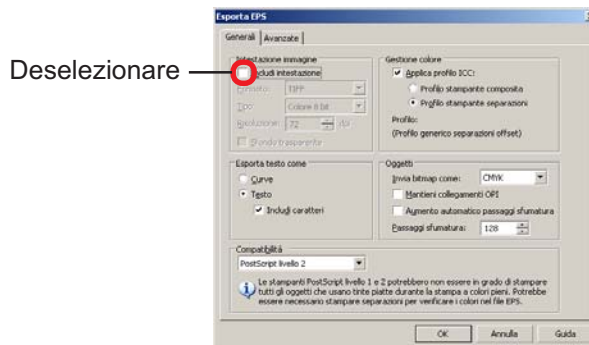 Esporta EPS
Generali Avanzate
Deselezionare
Intestazione immagine
Includi intestazione
Formato: TIFF
Tipo: Colore 8 bit
Risoluzione: 72 dpi
Sfondo trasparente
Gestione colore
Applica profilo ICC:
Profilo stampante composita
Profilo stampante separazioni
Profilo:
(Profilo generico separazioni offset)
Esporta testo come
Curve
Testo
Includi caratteri
Oggetti
Invia bitmap come: CMYK
Mantieni collegamenti OPI
Aumento automatico passaggi sfumatura
Passaggi sfumatura: 128
Compatibilità
PostScript livello 2
Le stampanti PostScript livello 1 e 2 potrebbero non essere in grado di stampare
tutti gli oggetti che usano tinte piatte durante la stampa a colori pieni. Potrebbe
essere necessario stampare separazioni per verificare i colori nel file EPS.
OK Annulla Guida